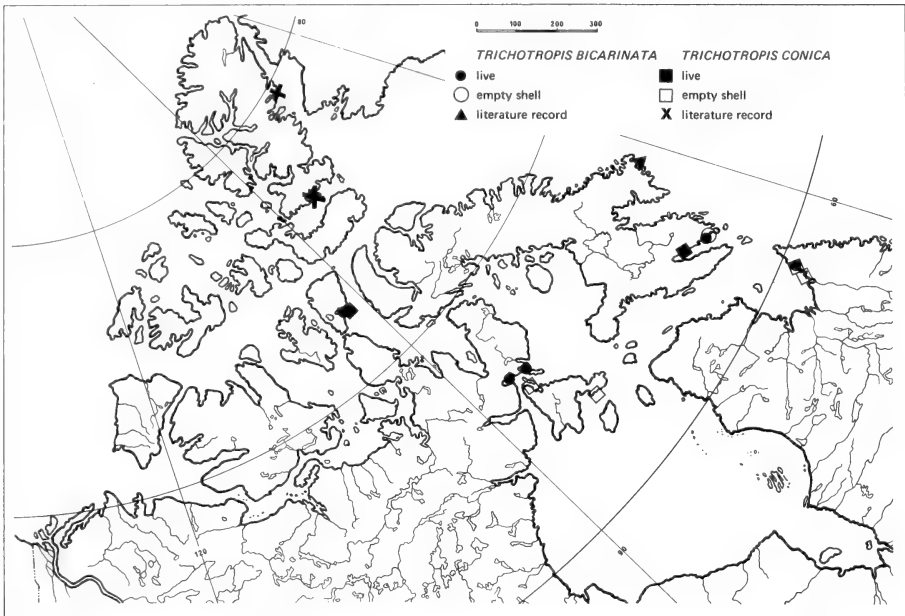 80
0 100 200 300
TRICHOTROPIS BICARINATA TRICHOTROPIS CONICA
live live
empty shell empty shell
literature record X literature record
60
120
80